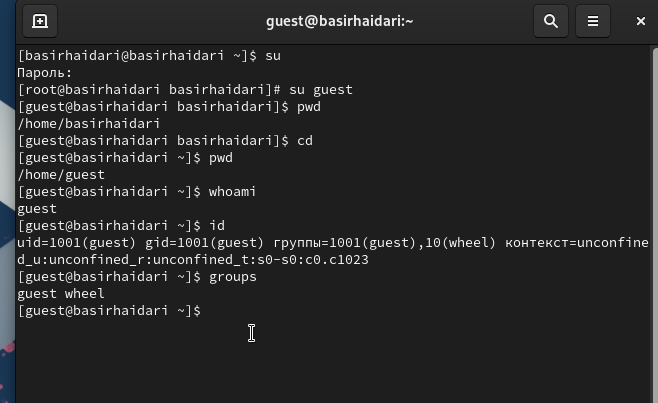 guest@basirhaidari:~
[basirhaidari@basirhaidari ~]$ su
Пароль:
[root@basirhaidari basirhaidari]# su guest
[guest@basirhaidari basirhaidari]$ pwd
/home/basirhaidari
[guest@basirhaidari basirhaidari]$ cd
[guest@basirhaidari ~]$ pwd
/home/guest
[guest@basirhaidari ~]$ whoami
guest
[guest@basirhaidari ~]$ id
uid=1001(guest) gid=1001(guest) группы=1001(guest),10(wheel) контекст=unconfine
d_u:unconfined_r:unconfined_t:s0-s0:c0.c1023
[guest@basirhaidari ~]$ groups
guest wheel
[guest@basirhaidari ~]$